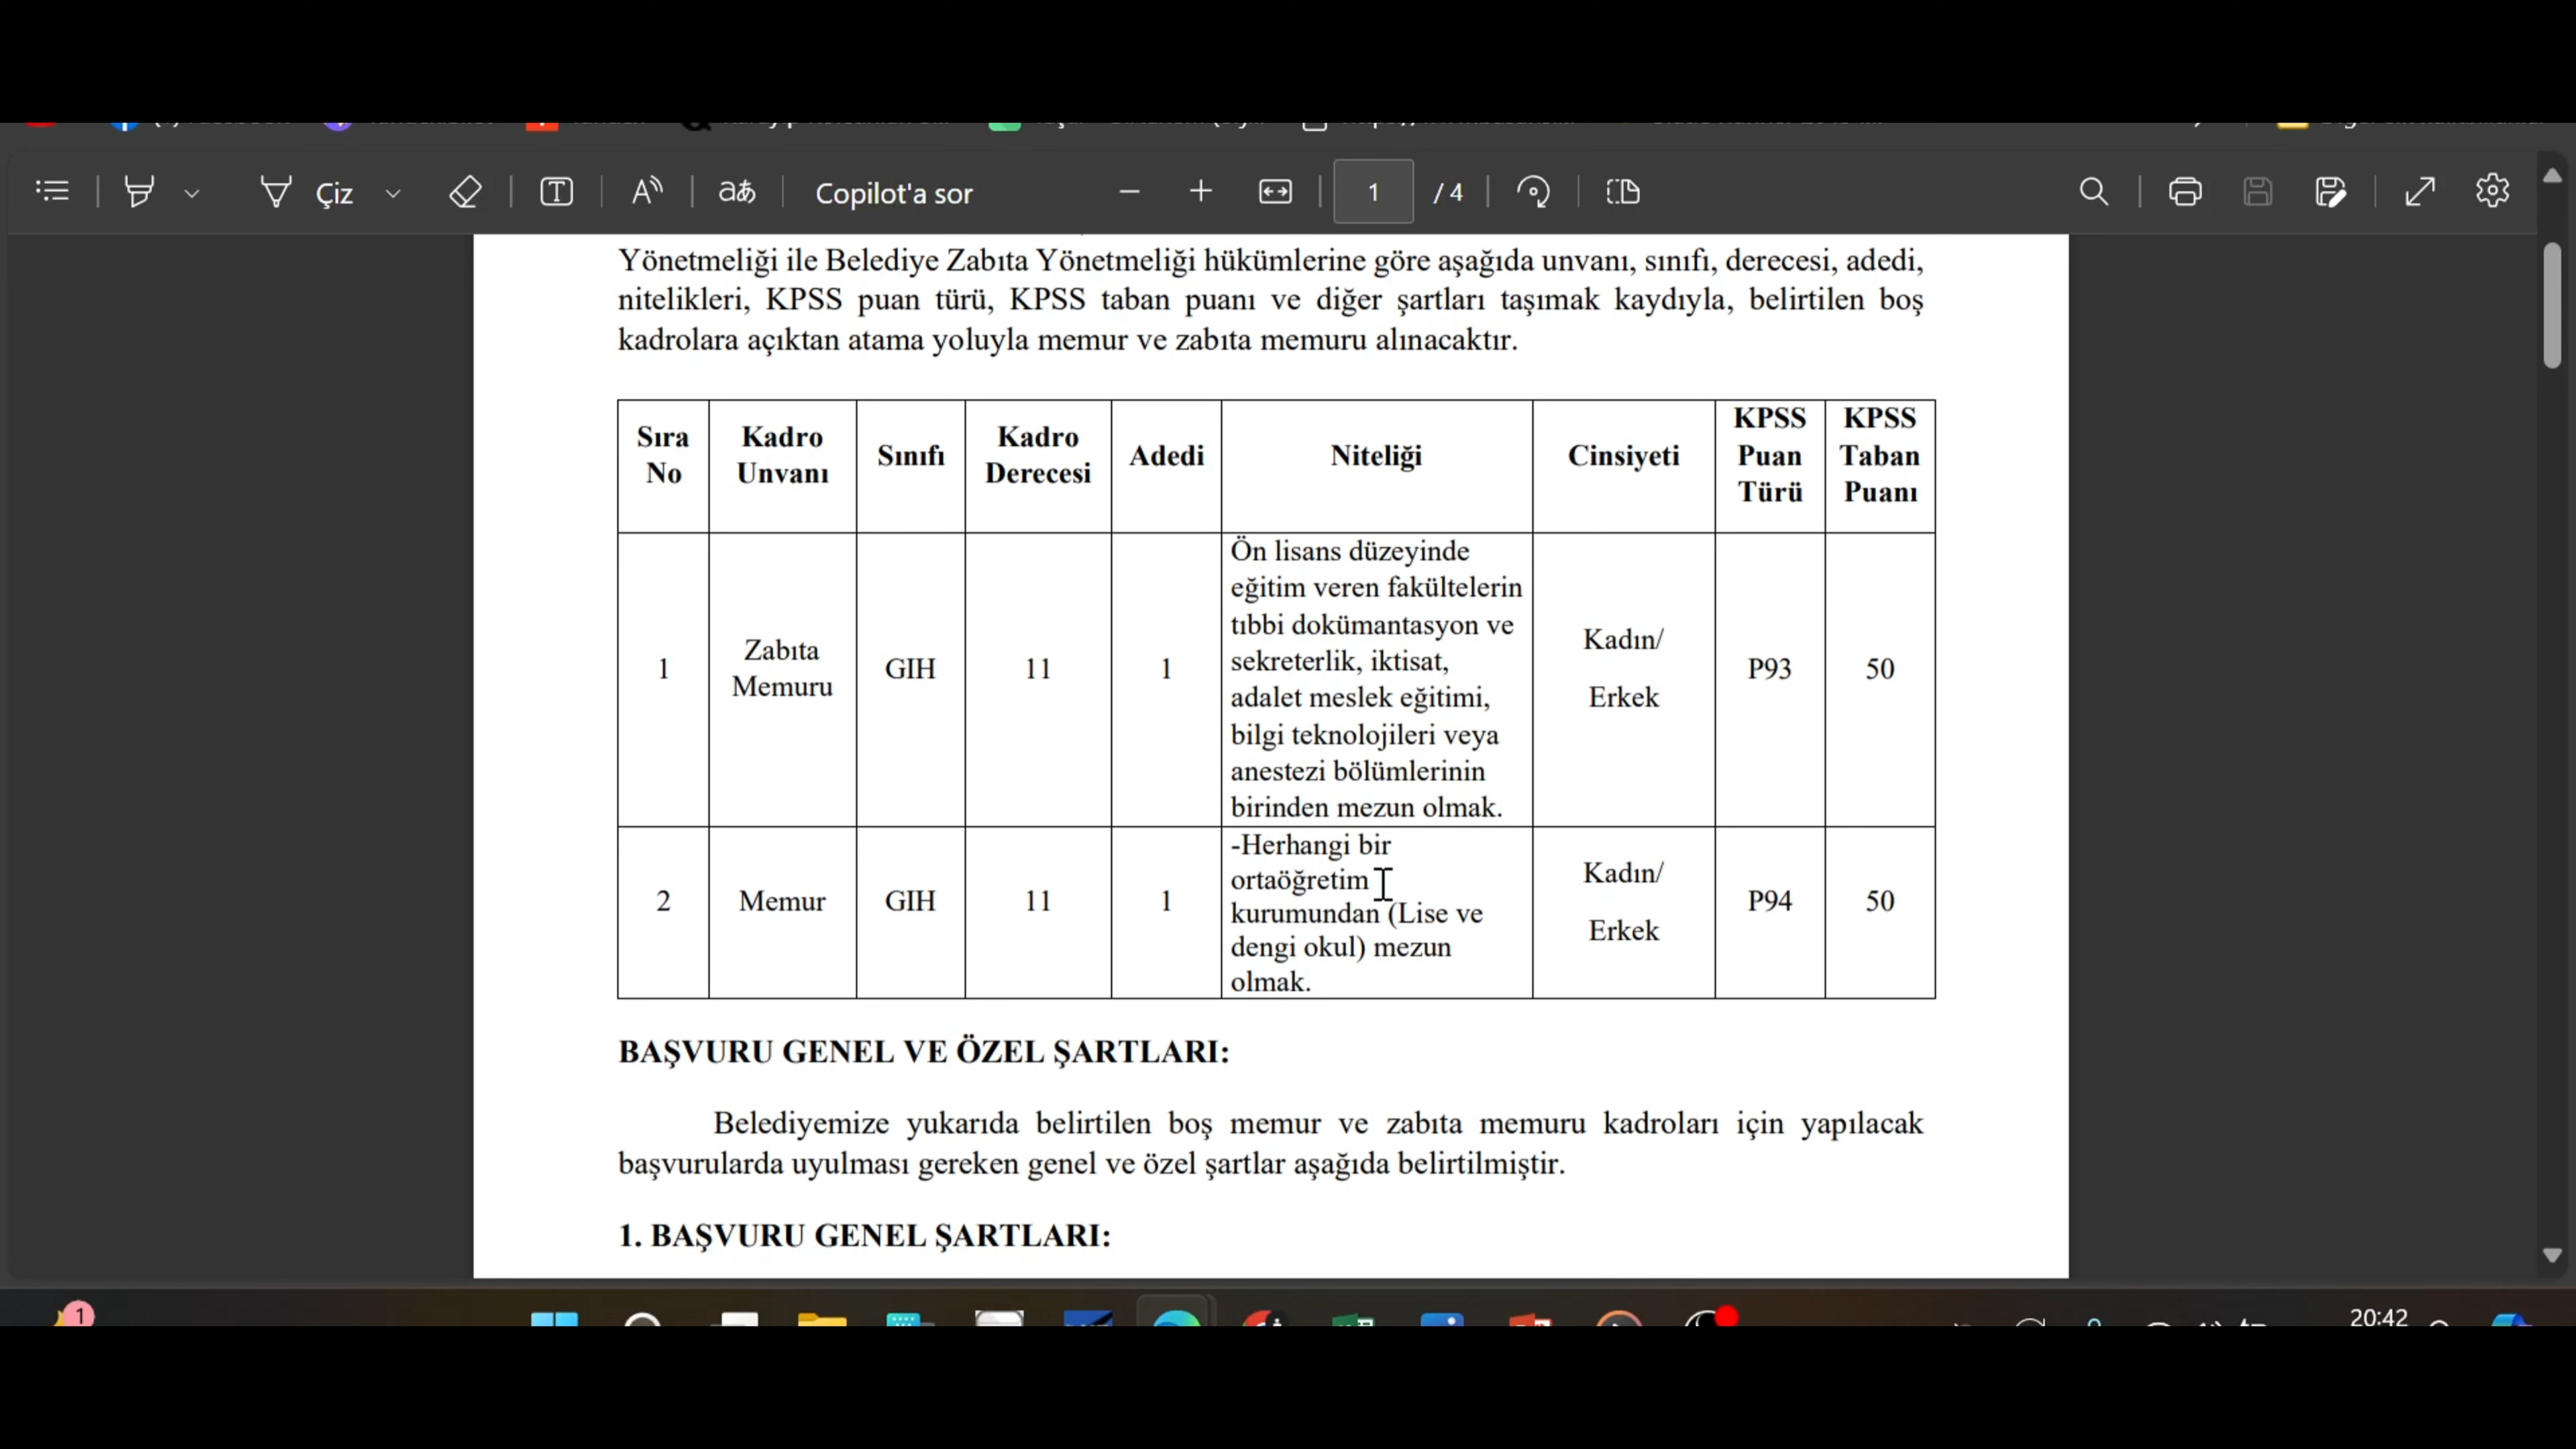 Çiz
Copilot'a sor
1
/ 4
Yönetmeliği ile Belediye Zabıta Yönetmeliği hükümlerine göre aşağıda unvanı, sınıfı, derecesi, adedi,
nitelikleri, KPSS puan türü, KPSS taban puanı ve diğer şartları taşımak kaydıyla, belirtilen boş
kadrolara açıktan atama yoluyla memur ve zabıta memuru alınacaktır.
Sıra
No
Kadro
Unvanı
Sınıfı
Kadro
Derecesi
Adedi
Niteliği
Cinsiyeti
KPSS
Puan
Türü
KPSS
Taban
Puanı
1
Zabıta
Memuru
GIH
11
1
Ön lisans düzeyinde
eğitim veren fakültelerin
tıbbi dokümantasyon ve
sekreterlik, iktisat,
adalet meslek eğitimi,
bilgi teknolojileri veya
anestezi bölümlerinin
birinden mezun olmak.
Kadın/
Erkek
P93
50
2
Memur
GIH
11
1
-Herhangi bir
ortaöğretim
kurumundan (Lise ve
dengi okul) mezun
olmak.
Kadın/
Erkek
P94
50
BAŞVURU GENEL VE ÖZEL ŞARTLARI:
Belediyemize yukarıda belirtilen boş memur ve zabıta memuru kadroları için yapılacak
başvurularda uyulması gereken genel ve özel şartlar aşağıda belirtilmiştir.
1. BAŞVURU GENEL ŞARTLARI:
1
20:42